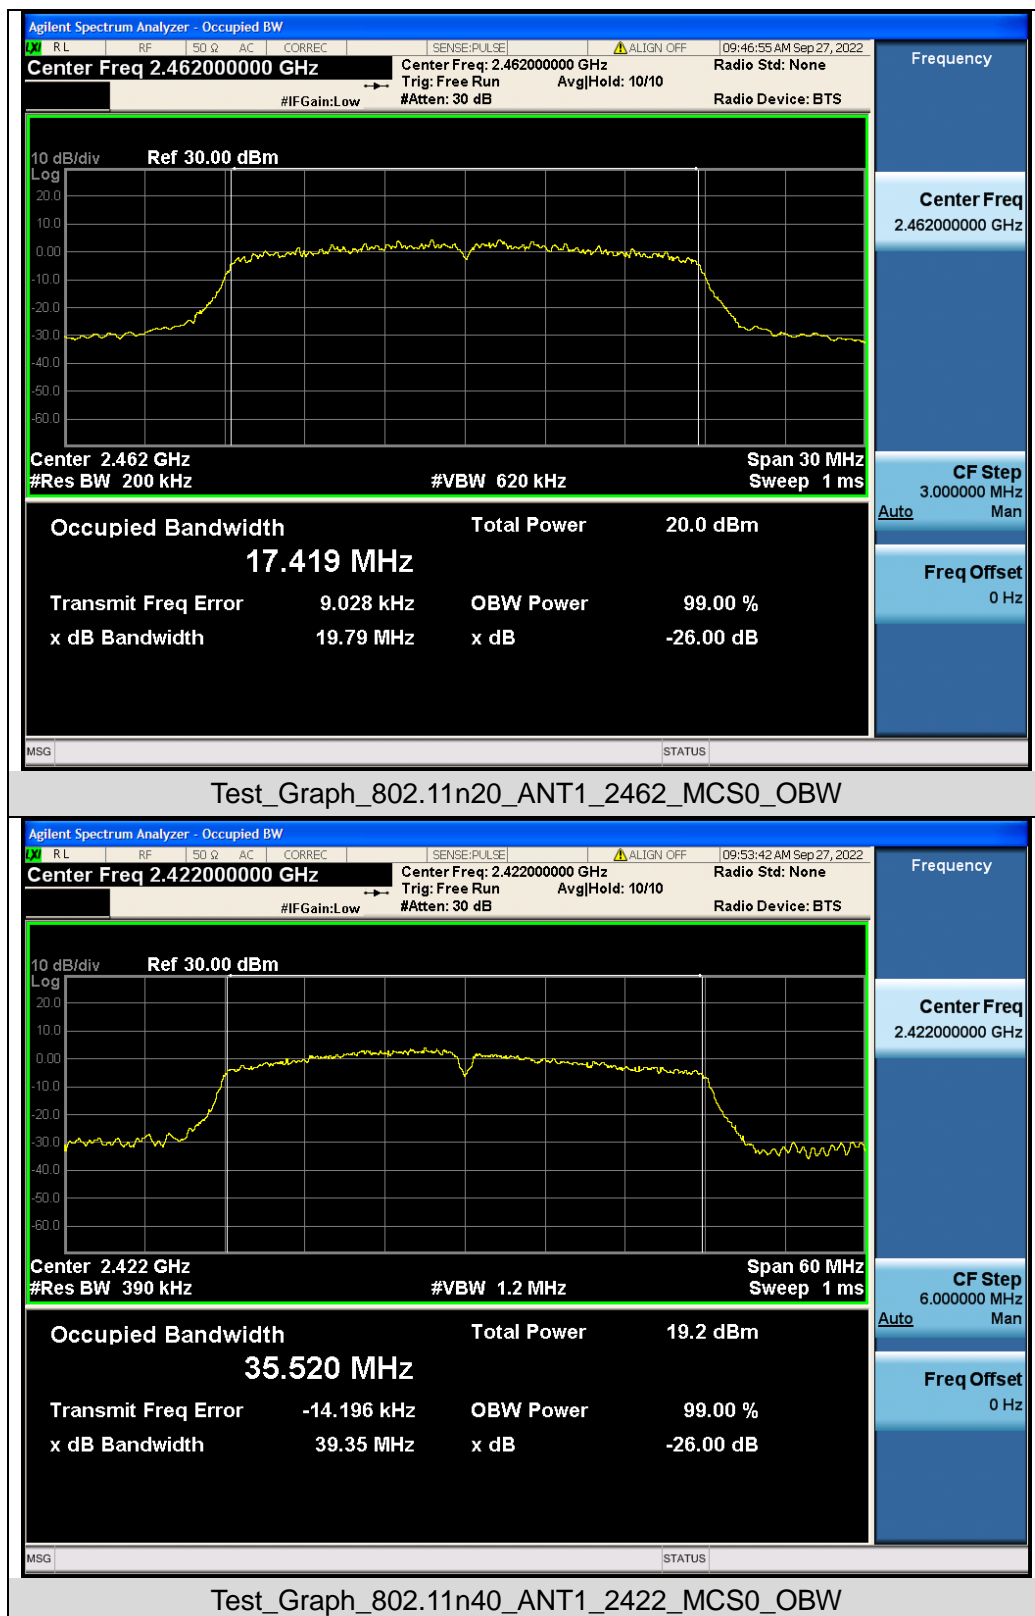 Agilent Spectrum Analyzer - Occupied BW
LXI RL RF 50 Ω AC CORREC SENSE:PULSE ALIGN OFF 09:46:55 AM Sep 27, 2022
Center Freq 2.462000000 GHz
Center Freq: 2.462000000 GHz Radio Std: None
Trig: Free Run Avg|Hold: 10/10
#IFGain:Low #Atten: 30 dB Radio Device: BTS
Frequency
10 dB/div Ref 30.00 dBm
Log
20.0
10.0
0.00
-10.0
-20.0
-30.0
-40.0
-50.0
-60.0
Center 2.462 GHz Span 30 MHz
#Res BW 200 kHz #VBW 620 kHz Sweep 1 ms
Center Freq
2.462000000 GHz
CF Step
3.000000 MHz
Auto Man
Freq Offset
0 Hz
Occupied Bandwidth Total Power 20.0 dBm
17.419 MHz
Transmit Freq Error 9.028 kHz OBW Power 99.00 %
x dB Bandwidth 19.79 MHz x dB -26.00 dB
MSG STATUS
Test_Graph_802.11n20_ANT1_2462_MCS0_OBW
Agilent Spectrum Analyzer - Occupied BW
LXI RL RF 50 Ω AC CORREC SENSE:PULSE ALIGN OFF 09:53:42 AM Sep 27, 2022
Center Freq 2.422000000 GHz
Center Freq: 2.422000000 GHz Radio Std: None
Trig: Free Run Avg|Hold: 10/10
#IFGain:Low #Atten: 30 dB Radio Device: BTS
Frequency
10 dB/div Ref 30.00 dBm
Log
20.0
10.0
0.00
-10.0
-20.0
-30.0
-40.0
-50.0
-60.0
Center 2.422 GHz Span 60 MHz
#Res BW 390 kHz #VBW 1.2 MHz Sweep 1 ms
Center Freq
2.422000000 GHz
CF Step
6.000000 MHz
Auto Man
Freq Offset
0 Hz
Occupied Bandwidth Total Power 19.2 dBm
35.520 MHz
Transmit Freq Error -14.196 kHz OBW Power 99.00 %
x dB Bandwidth 39.35 MHz x dB -26.00 dB
MSG STATUS
Test_Graph_802.11n40_ANT1_2422_MCS0_OBW